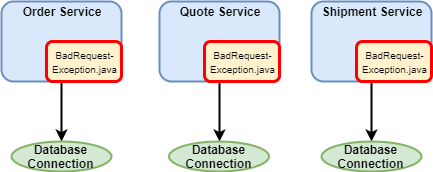 Order Service
BadRequest-
Exception.java
Database
Connection
Quote Service
BadRequest-
Exception.java
Database
Connection
Shipment Service
BadRequest-
Exception.java
Database
Connection